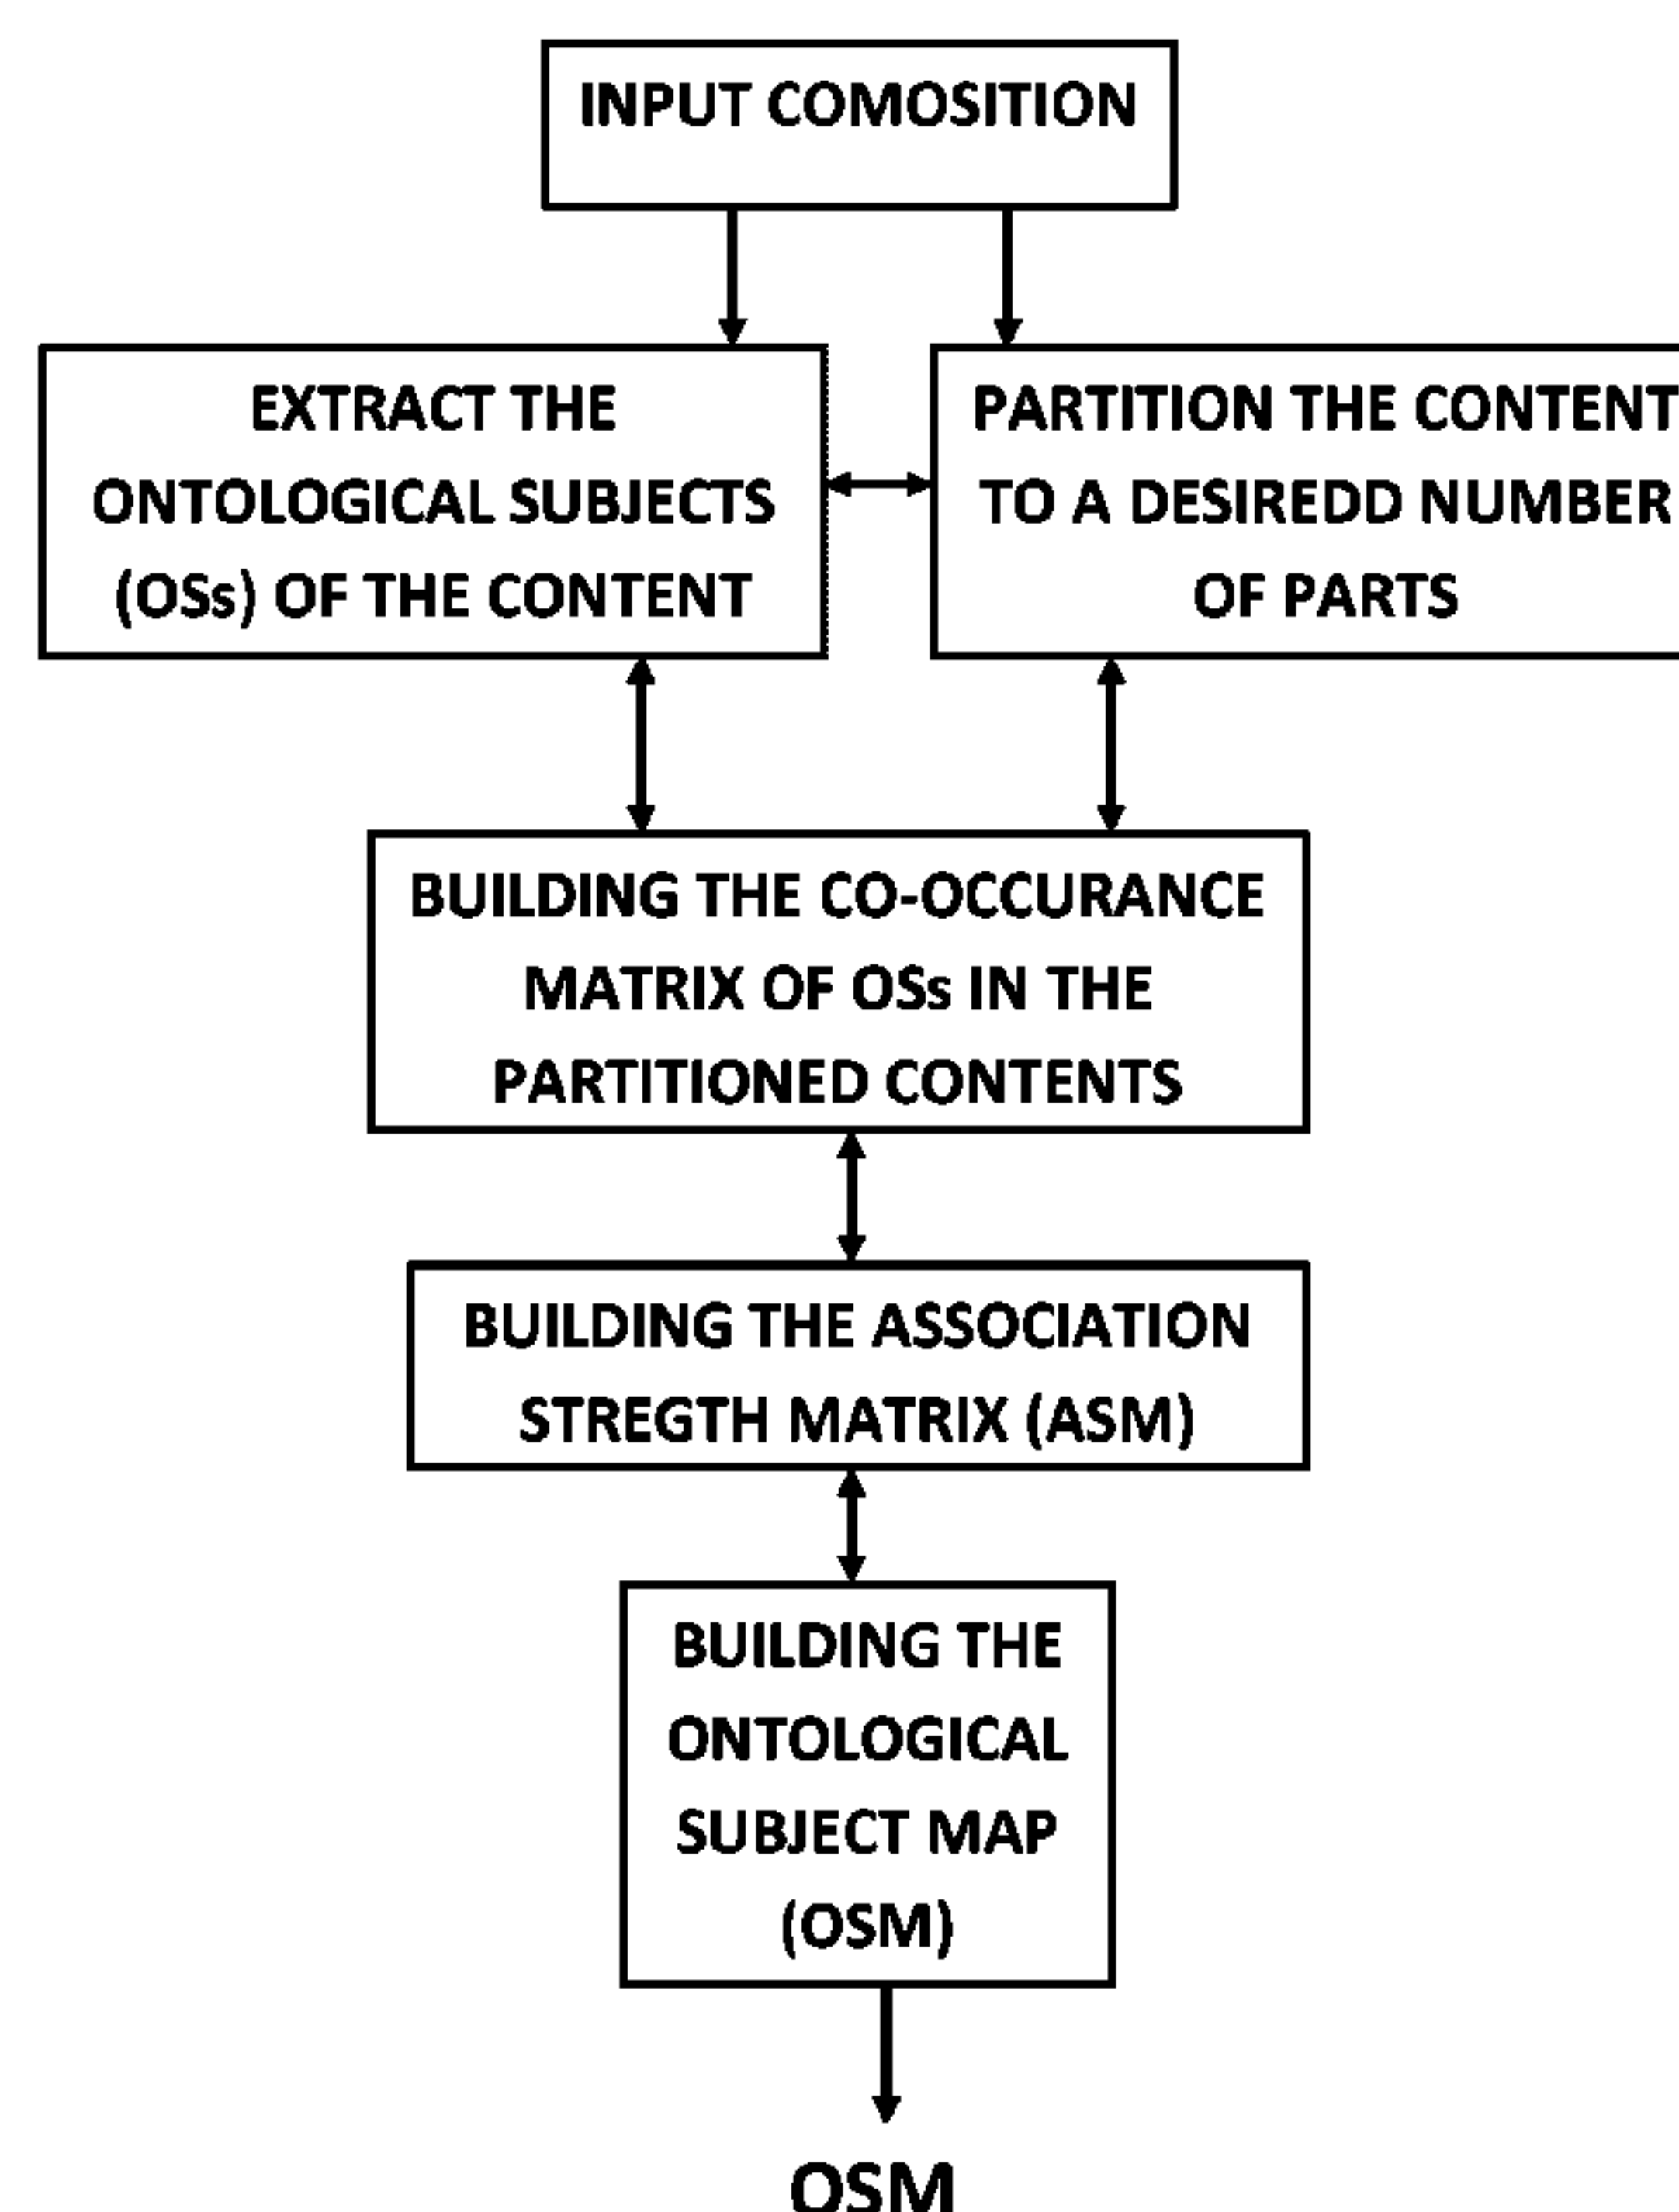 INPUT COMOSITION
EXTRACT THE
ONTOLOGICAL SUBJECTS
(OSs) OF THE CONTENT
PARTITION THE CONTENT
TO A DESIREDD NUMBER
OF PARTS
BUILDING THE CO-OCCURANCE
MATRIX OF OSs IN THE
PARTITIONED CONTENTS
BUILDING THE ASSOCIATION
STREGTH MATRIX (ASM)
BUILDING THE
ONTOLOGICAL
SUBJECT MAP
(OSM)
OSM